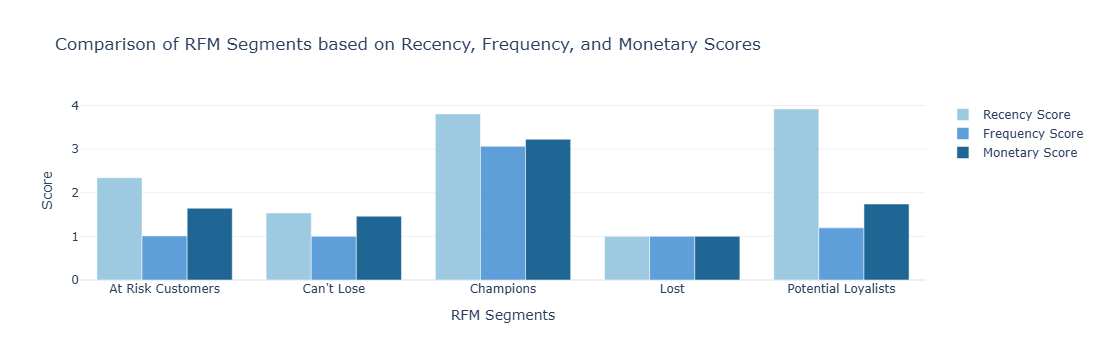 Comparison of RFM Segments based on Recency, Frequency, and Monetary Scores
4
3
2
1
0
Score
At Risk Customers
Can't Lose
Champions
Lost
Potential Loyalists
RFM Segments
Recency Score
Frequency Score
Monetary Score